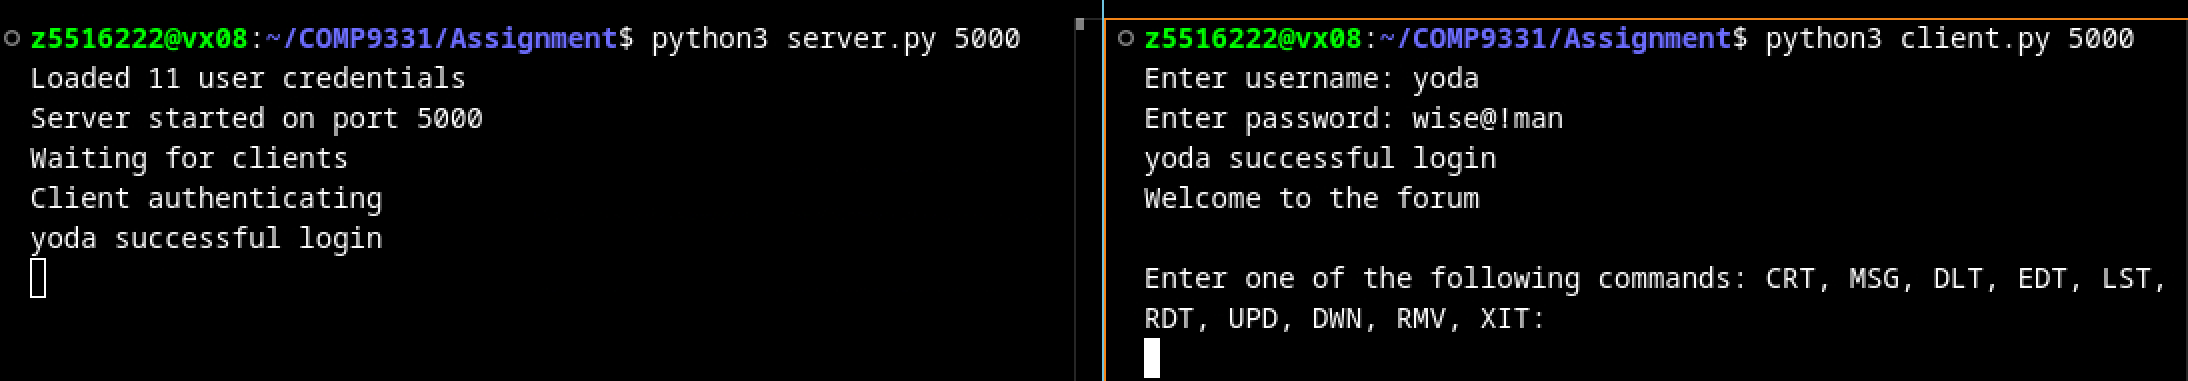 z5516222@vx08:~/COMP9331/Assignment$ python3 server.py 5000
Loaded 11 user credentials
Server started on port 5000
Waiting for clients
Client authenticating
yoda successful login
z5516222@vx08:~/COMP9331/Assignment$ python3 client.py 5000
Enter username: yoda
Enter password: wise@!man
yoda successful login
Welcome to the forum
Enter one of the following commands: CRT, MSG, DLT, EDT, LST,
RDT, UPD, DWN, RMV, XIT: